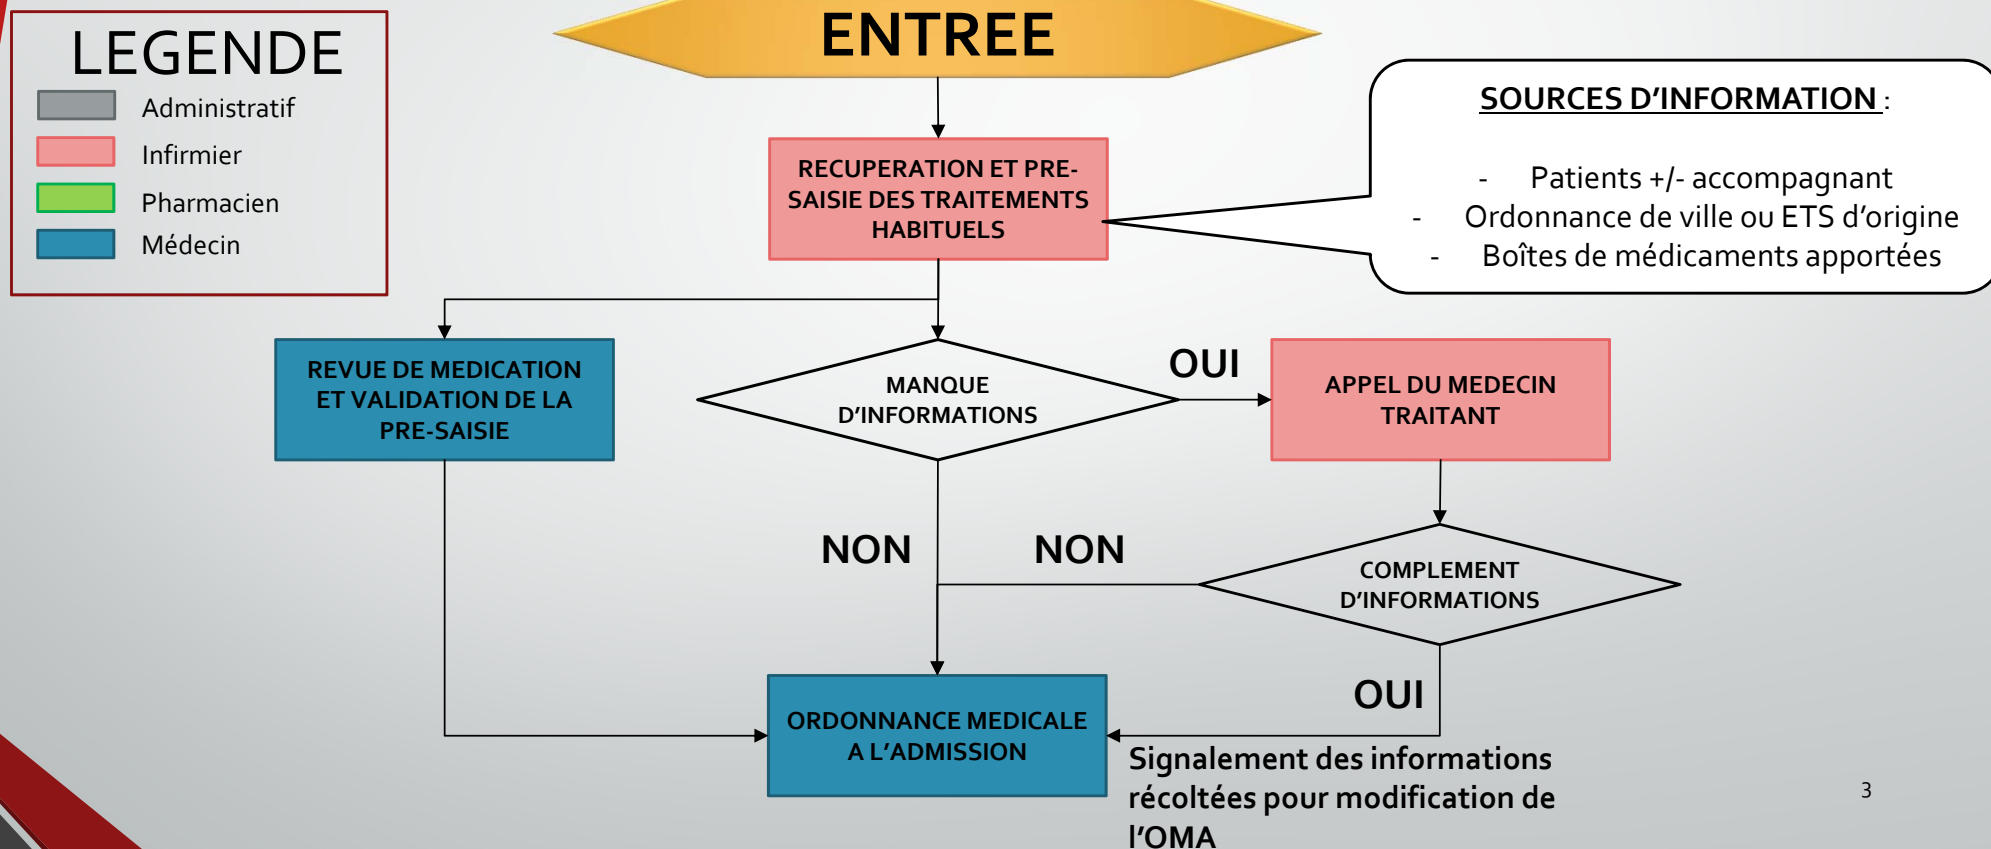 LEGENDE
Administratif
Infirmier
Pharmacien
Médecin
ENTREE
SOURCES D'INFORMATION :
- Patients +/- accompagnant
- Ordonnance de ville ou ETS d’origine
- Boîtes de médicaments apportées
RECUPERATION ET PRE-
SAISIE DES TRAITEMENTS
HABITUELS
REVUE DE MEDICATION
ET VALIDATION DE LA
PRE-SAISIE
MANQUE
D’INFORMATIONS
OUI
APPEL DU MEDECIN
TRAITANT
NON
NON
COMPLEMENT
D’INFORMATIONS
OUI
ORDONNANCE MEDICALE
A L’ADMISSION
Signalement des informations
récoltées pour modification de
l’OMA
3